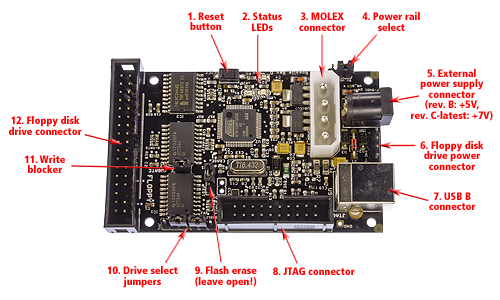 1. Reset
button
2. Status
LEDs
3. MOLEX
connector
4. Power rail
select
5. External
power supply
connector
(rev. B: +5V,
rev. C-latest: +7V)
12. Floppy disk
drive connector
11. Write
blocker
6. Floppy disk
drive power
connector
7. USB B
connector
10. Drive select
jumpers
9. Flash erase
(leave open!)
8. JTAG connector
T18.432
JTAG